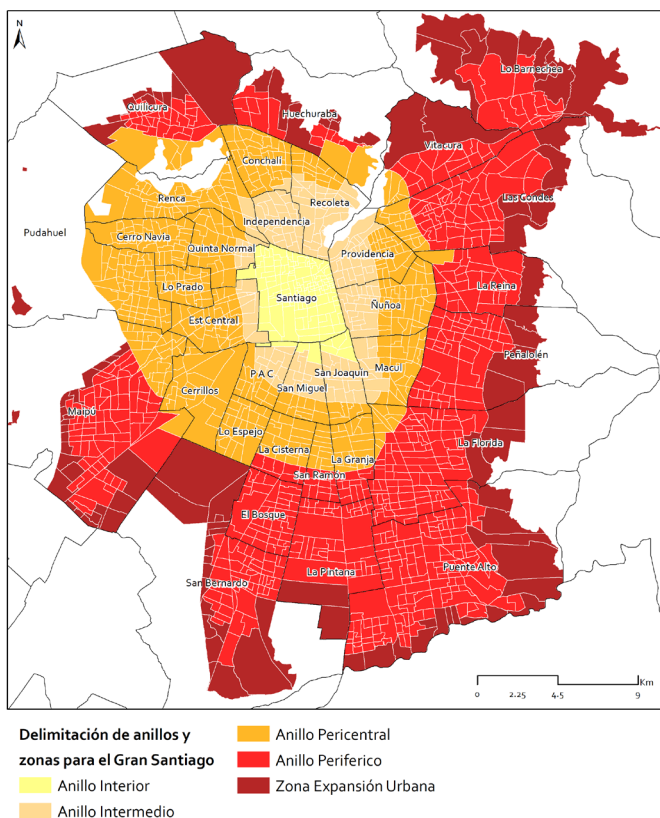 N
Lo Barnechea
Quilicura
Huechuraba
Vitacura
Conchalí
Las Condes
Renca
Recoleta
Independencia
Pudahuel
Cerro Navia
Quinta Normal
Providencia
Lo Prado
Santiago
La Reina
Ñuñoa
Est Central
Peñalolén
P A C
San Joaquín
Macul
San Miguel
Cerrillos
Maipú
Lo Espejo
La Florida
La Cisterna
La Granja
San Ramón
El Bosque
La Pintana
Puente Alto
San Bernardo
Km
0 2.25 4.5 9
Delimitación de anillos y
zonas para el Gran Santiago
Anillo Interior
Anillo Intermedio
Anillo Pericentral
Anillo Periferico
Zona Expansión Urbana